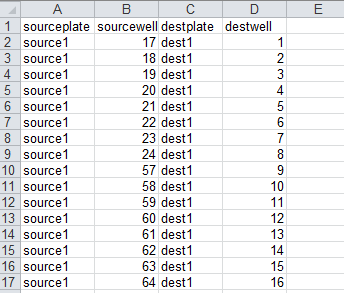 A B C D E
1 sourceplate sourcewell destplate destwell
2 source1 17 dest1 1
3 source1 18 dest1 2
4 source1 19 dest1 3
5 source1 20 dest1 4
6 source1 21 dest1 5
7 source1 22 dest1 6
8 source1 23 dest1 7
9 source1 24 dest1 8
10 source1 57 dest1 9
11 source1 58 dest1 10
12 source1 59 dest1 11
13 source1 60 dest1 12
14 source1 61 dest1 13
15 source1 62 dest1 14
16 source1 63 dest1 15
17 source1 64 dest1 16